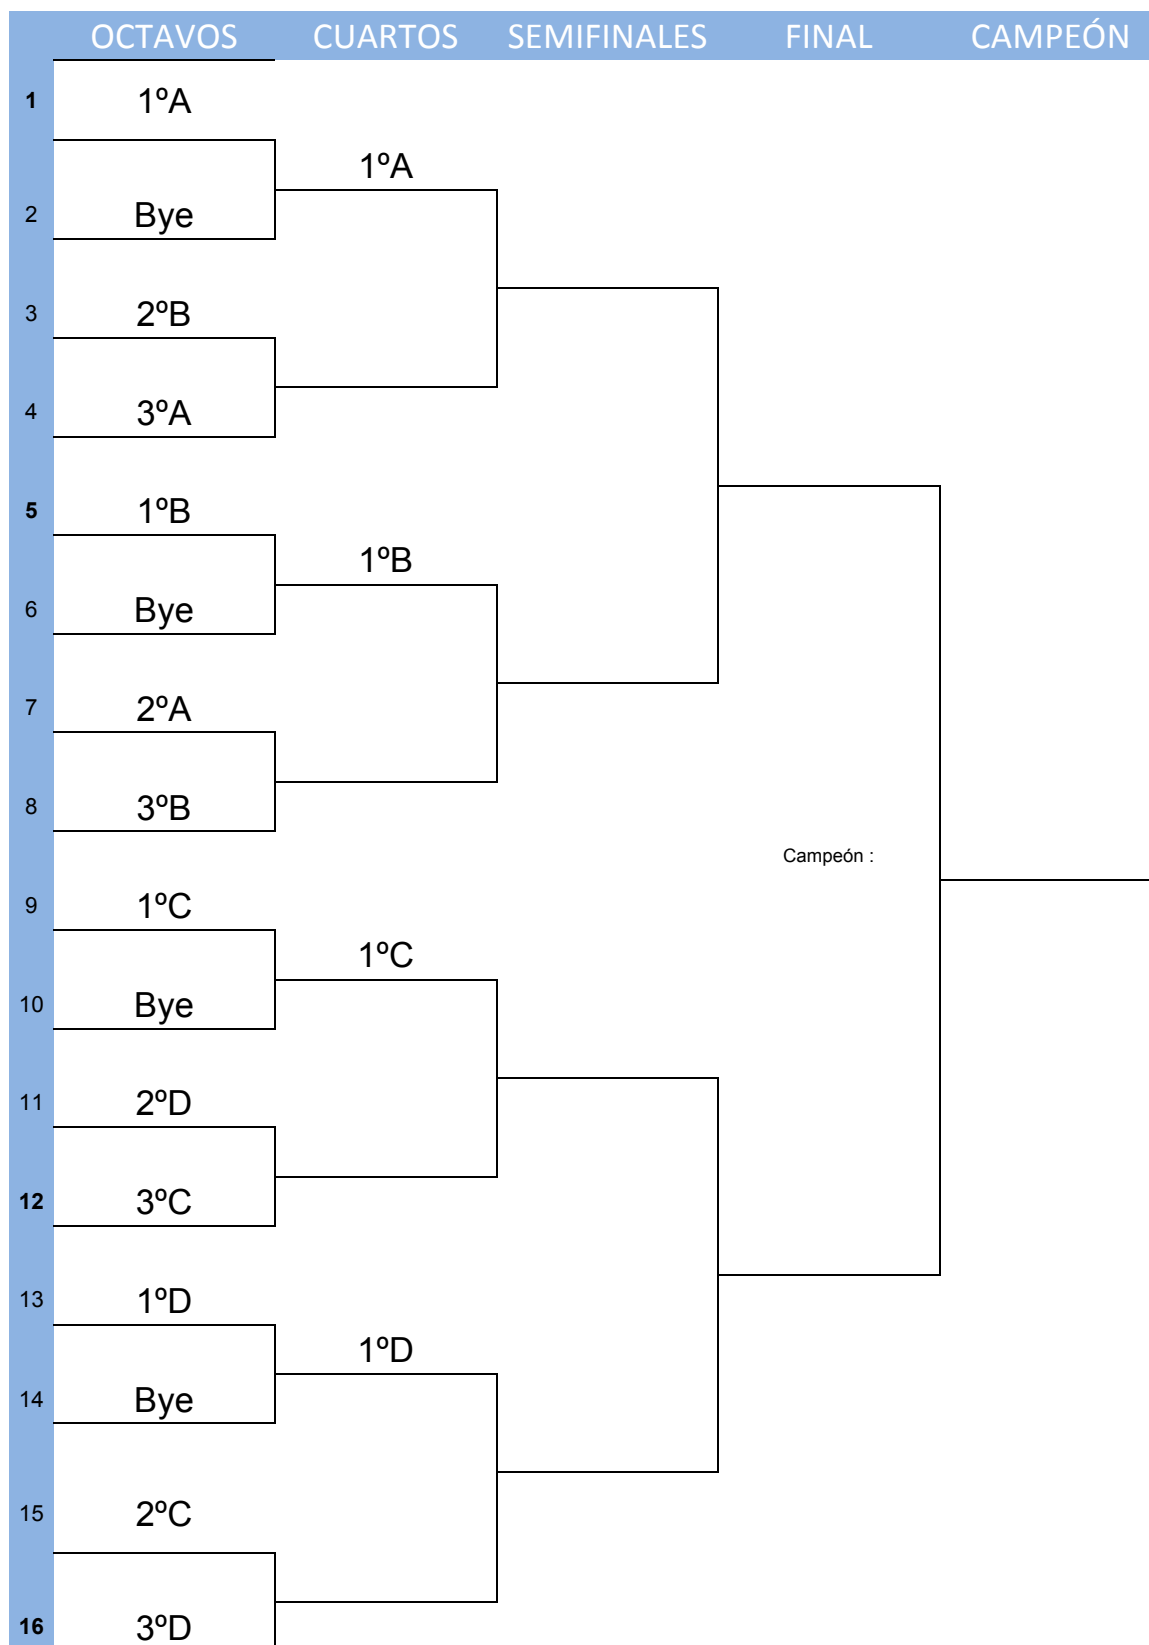 OCTAVOS CUARTOS SEMIFINALES FINAL CAMPEÓN
1 1ºA
1ºA
2 Bye
3 2ºB
4 3ºA
5 1ºB
1ºB
6 Bye
7 2ºA
8 3ºB
Campeón :
9 1ºC
1ºC
10 Bye
11 2ºD
12 3ºC
13 1ºD
1ºD
14 Bye
15 2ºC
16 3ºD